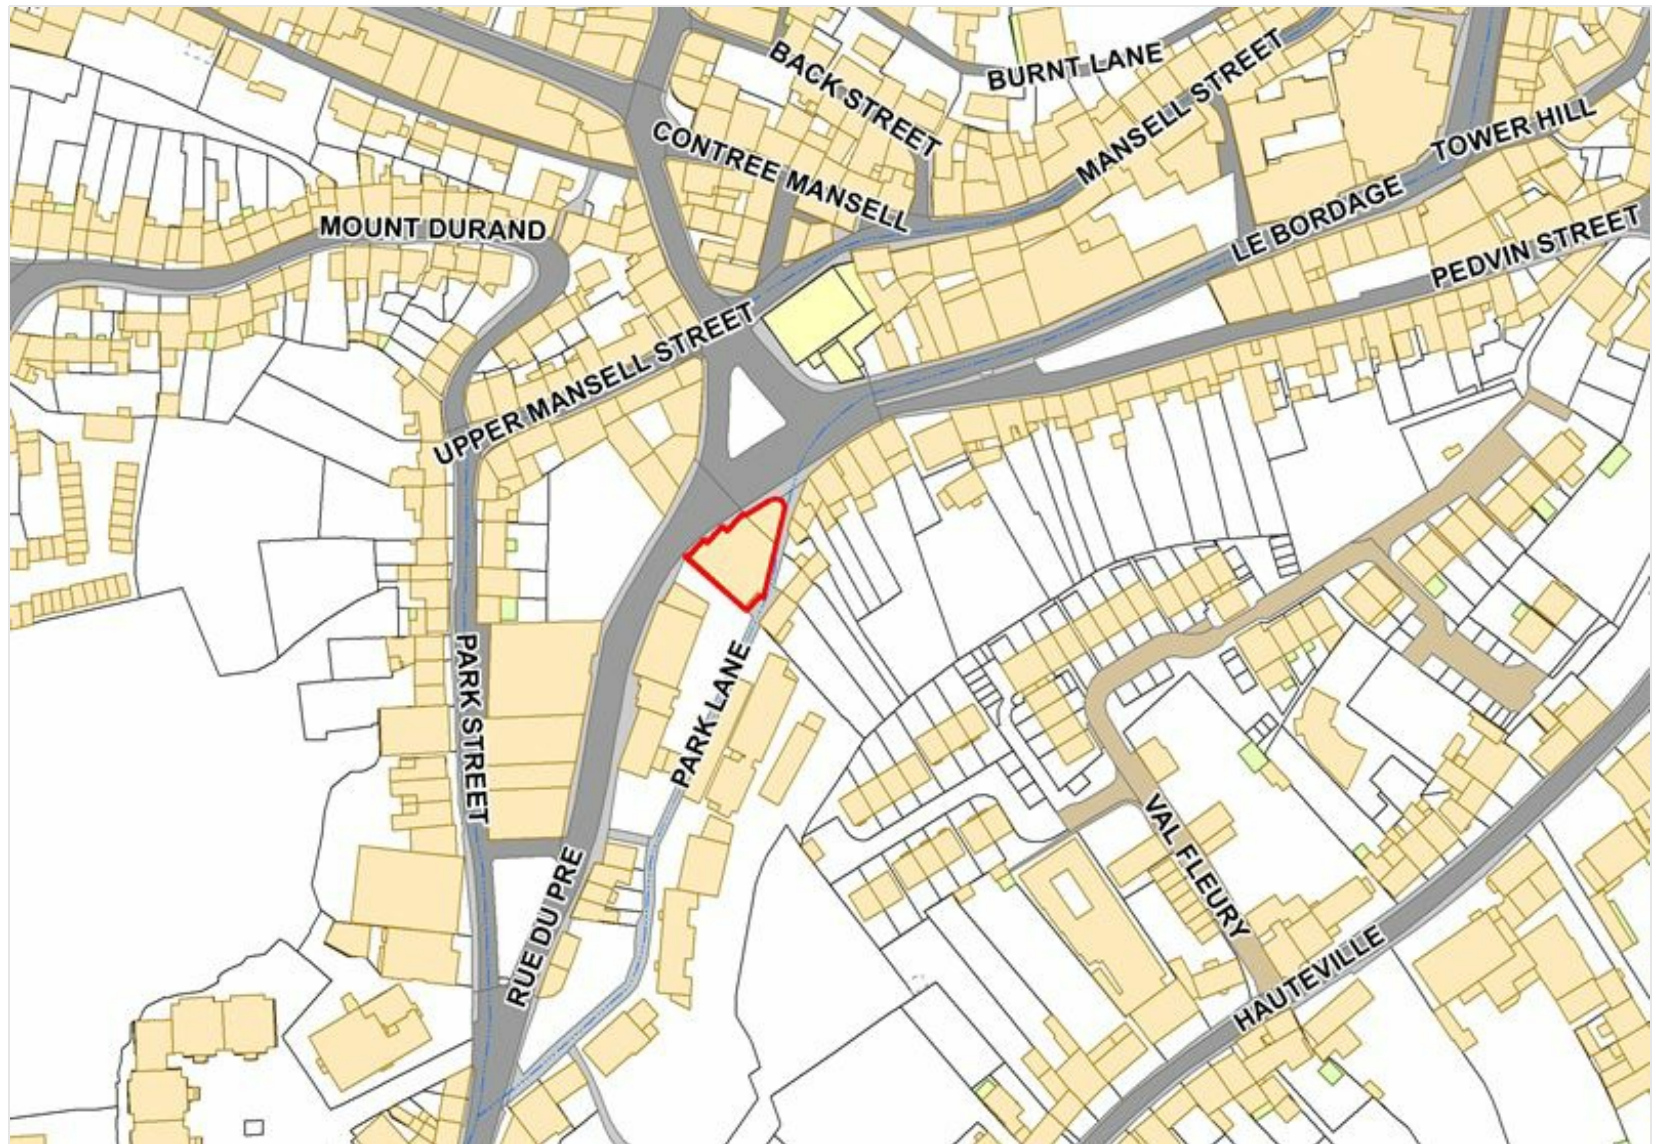 BACK STREET
BURNT LANE
MANSELL STREET
CONTREE MANSELL
TOWER HILL
MOUNT DURAND
LE BORDAGE
PEDVIN STREET
UPPER MANSELL STREET
PARK STREET
PARK LANE
RUE DU PRE
VAL FLEURY
HAUTEVILLE